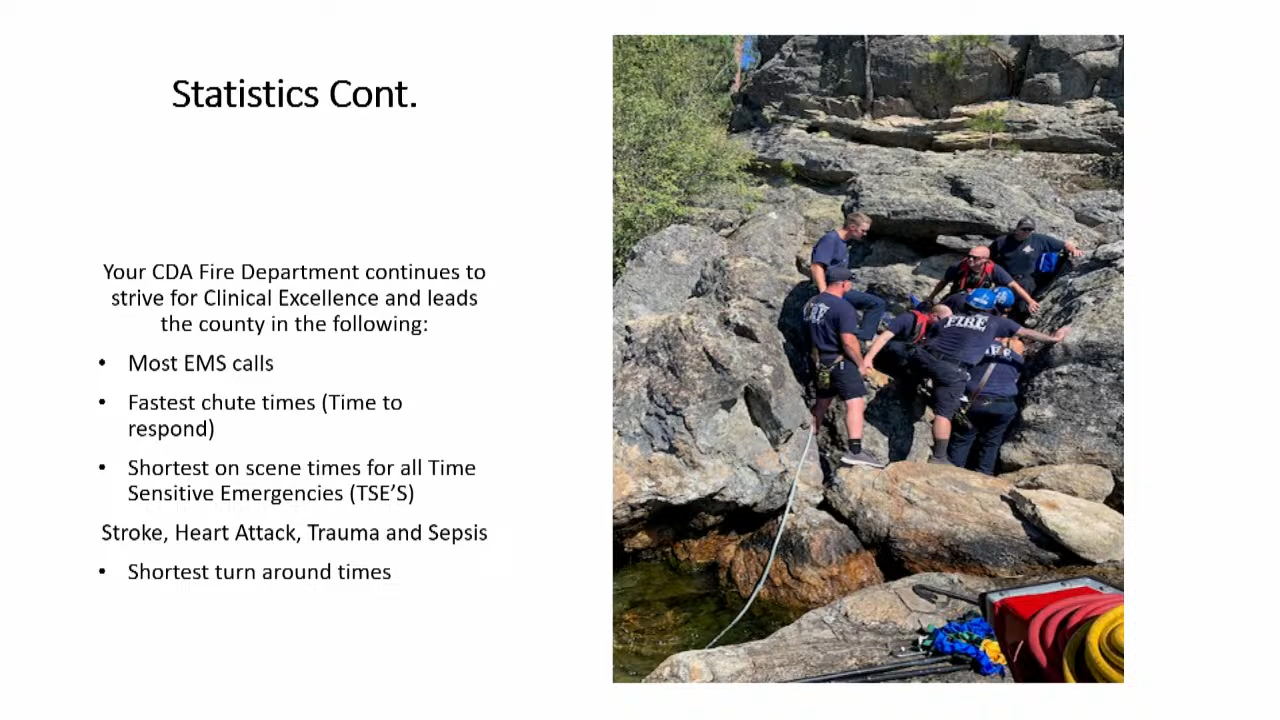 Statistics Cont.
Your CDA Fire Department continues to
strive for Clinical Excellence and leads
the county in the following:
• Most EMS calls
• Fastest chute times (Time to
respond)
• Shortest on scene times for all Time
Sensitive Emergencies (TSE'S)
Stroke, Heart Attack, Trauma and Sepsis
• Shortest turn around times
FIRE